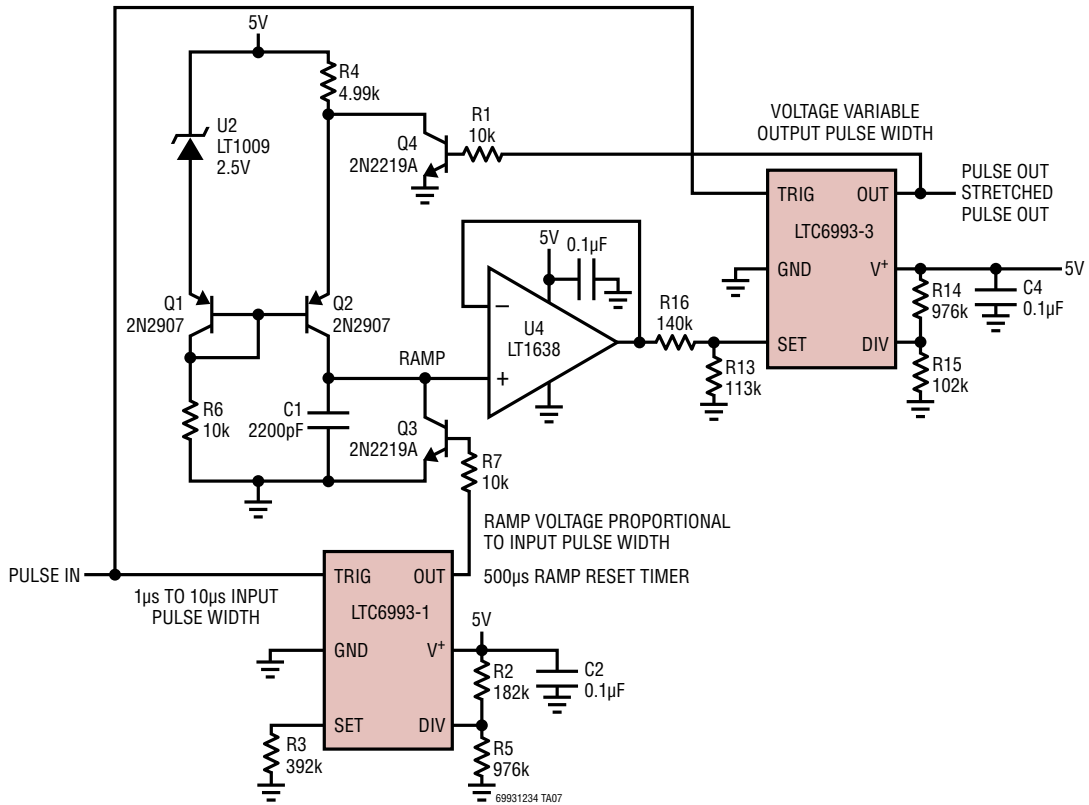 5V
R4
4.99k
U2
LT1009
2.5V
Q4
2N2219A
R1
10k
VOLTAGE VARIABLE
OUTPUT PULSE WIDTH
PULSE OUT
STRETCHED
PULSE OUT
TRIG
OUT
LTC6993-3
GND
V+
SET
DIV
5V
R14
976k
C4
0.1µF
R15
102k
Q1
2N2907
Q2
2N2907
5V
0.1µF
–
+
U4
LT1638
R16
140k
R13
113k
RAMP
R6
10k
C1
2200pF
Q3
2N2219A
R7
10k
RAMP VOLTAGE PROPORTIONAL
TO INPUT PULSE WIDTH
500µs RAMP RESET TIMER
PULSE IN
1µs TO 10µs INPUT
PULSE WIDTH
TRIG
OUT
LTC6993-1
GND
V+
SET
DIV
5V
R2
182k
C2
0.1µF
R3
392k
R5
976k
69931234 TA07